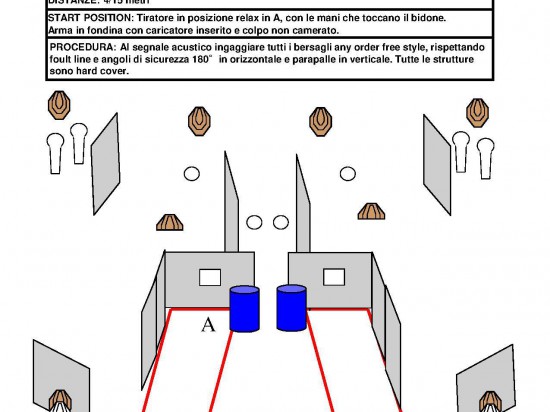 DISTANZE: 4/15 metri
START POSITION: Tiratore in posizione relax in A, con le mani che toccano il bidone.
Arma in fondina con caricatore inserito e colpo non camerato.
PROCEDURA: Al segnale acustico ingaggiare tutti i bersagli any order free style, rispettando
foult line e angoli di sicurezza 180° in orizzontale e parapalle in verticale. Tutte le strutture
sono hard cover.
A